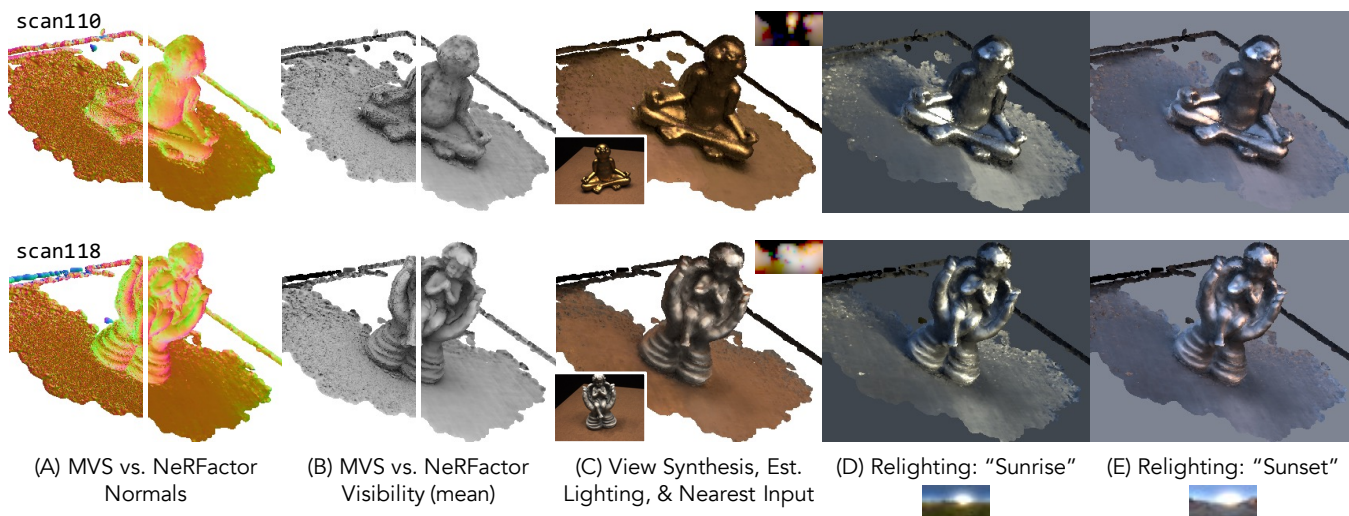 scan110
scan118
(A) MVS vs. NeRFactor
Normals
(B) MVS vs. NeRFactor
Visibility (mean)
(C) View Synthesis, Est.
Lighting, & Nearest Input
(D) Relighting: “Sunrise”
(E) Relighting: “Sunset”